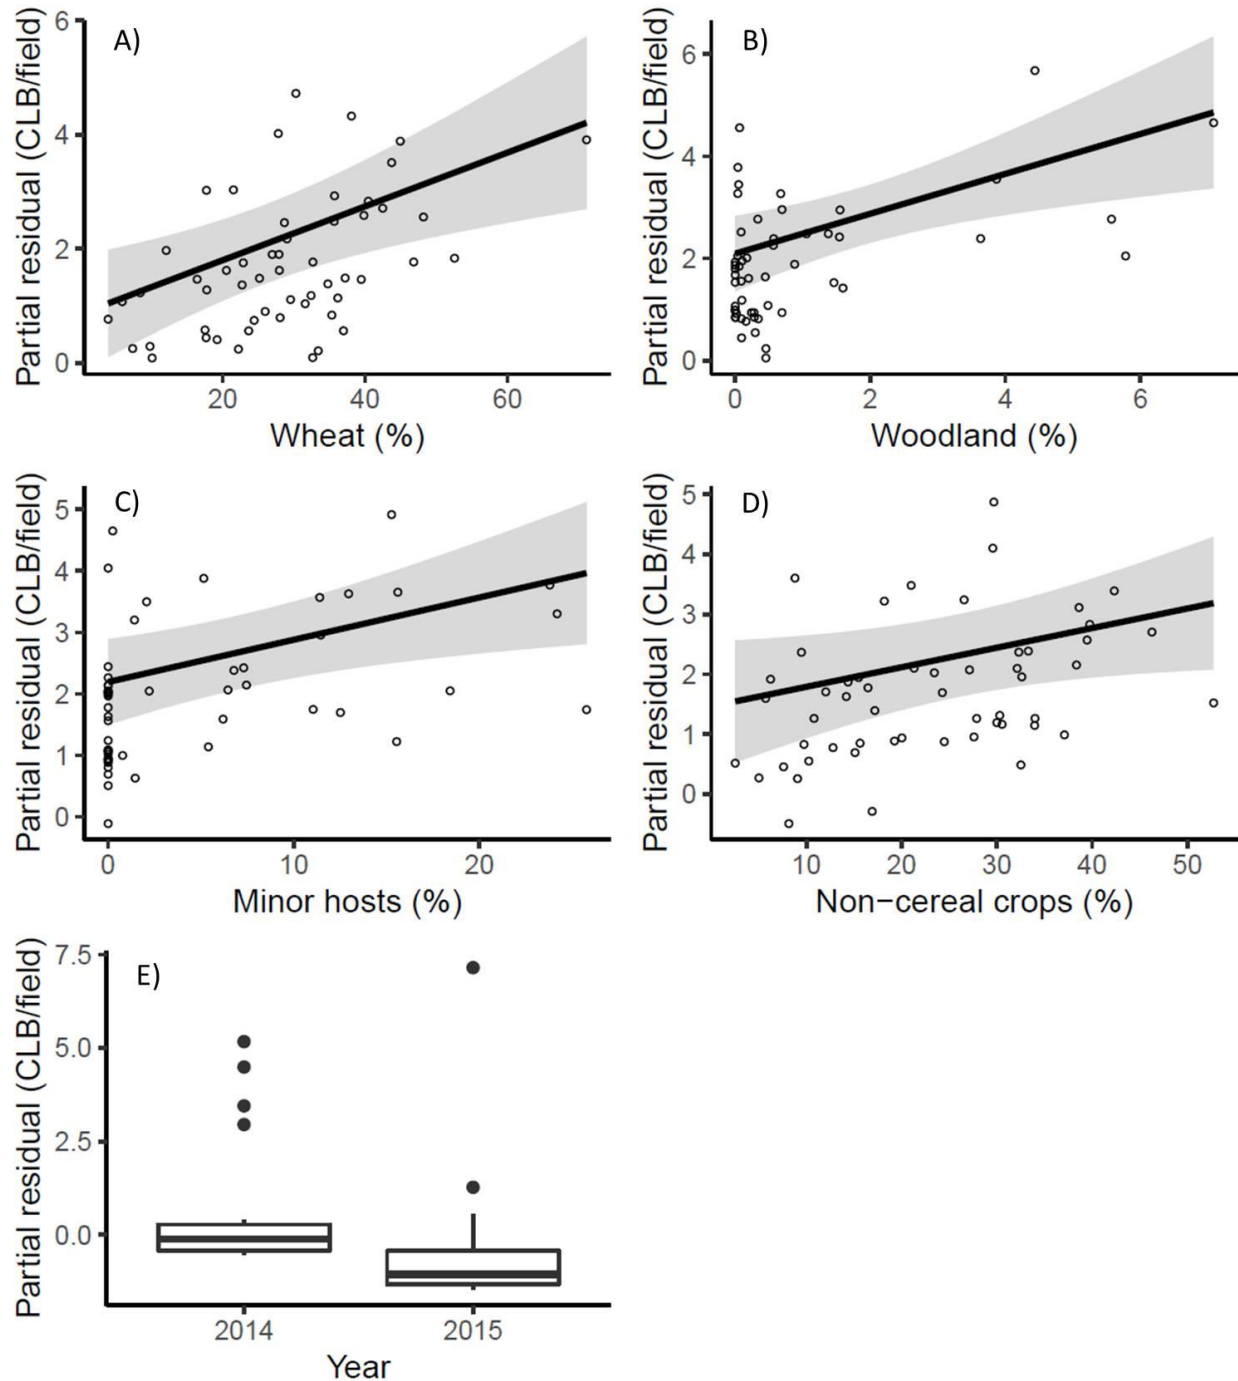 A)
Partial residual (CLB/field)
6
4
2
0
20 40 60
Wheat (%)
B)
Partial residual (CLB/field)
6
4
2
0
0 2 4 6
Woodland (%)
C)
Partial residual (CLB/field)
5
4
3
2
1
0
0 10 20
Minor hosts (%)
D)
Partial residual (CLB/field)
5
4
3
2
1
0
10 20 30 40 50
Non−cereal crops (%)
E)
Partial residual (CLB/field)
7.5
5.0
2.5
0.0
2014 2015
Year